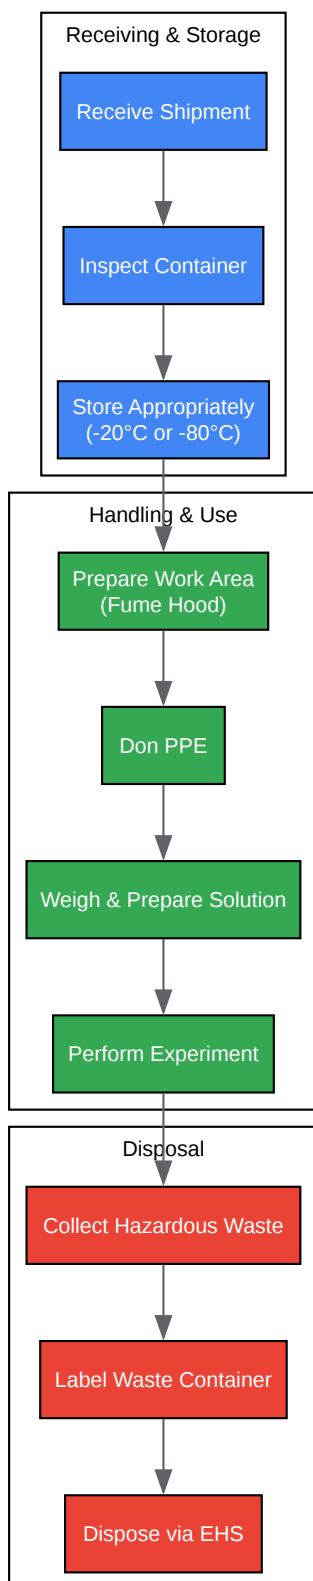 Receiving & Storage
Receive Shipment
Inspect Container
Store Appropriately
(-20°C or -80°C)
Handling & Use
Prepare Work Area
(Fume Hood)
Don PPE
Weigh & Prepare Solution
Perform Experiment
Disposal
Collect Hazardous Waste
Label Waste Container
Dispose via EHS